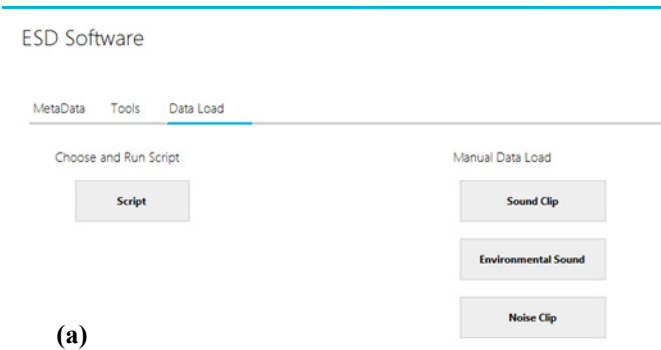 ESD Software
MetaData Tools Data Load
Choose and Run Script
Script
Manual Data Load
Sound Clip
Environmental Sound
Noise Clip
(a)